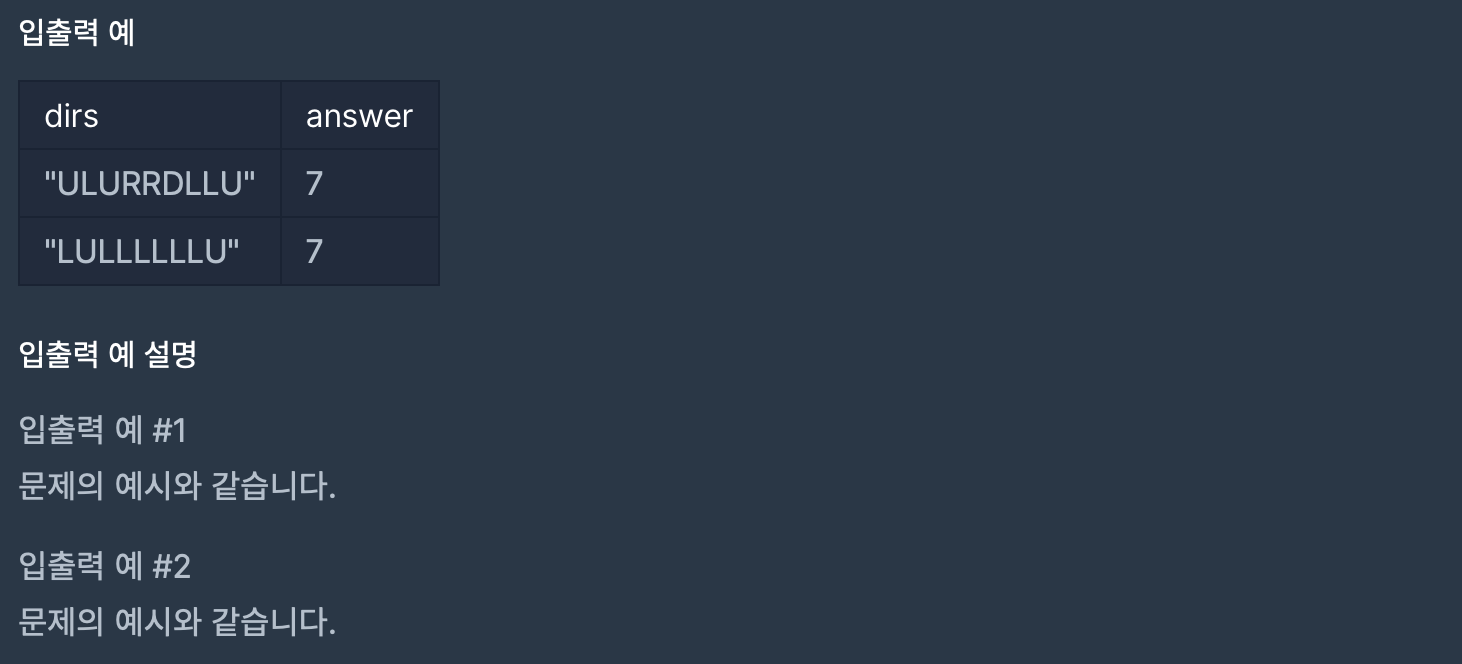 입출력 예
dirs answer
"ULURRDLLU" 7
"LULLLLLLU" 7
입출력 예 설명
입출력 예 #1
문제의 예시와 같습니다.
입출력 예 #2
문제의 예시와 같습니다.